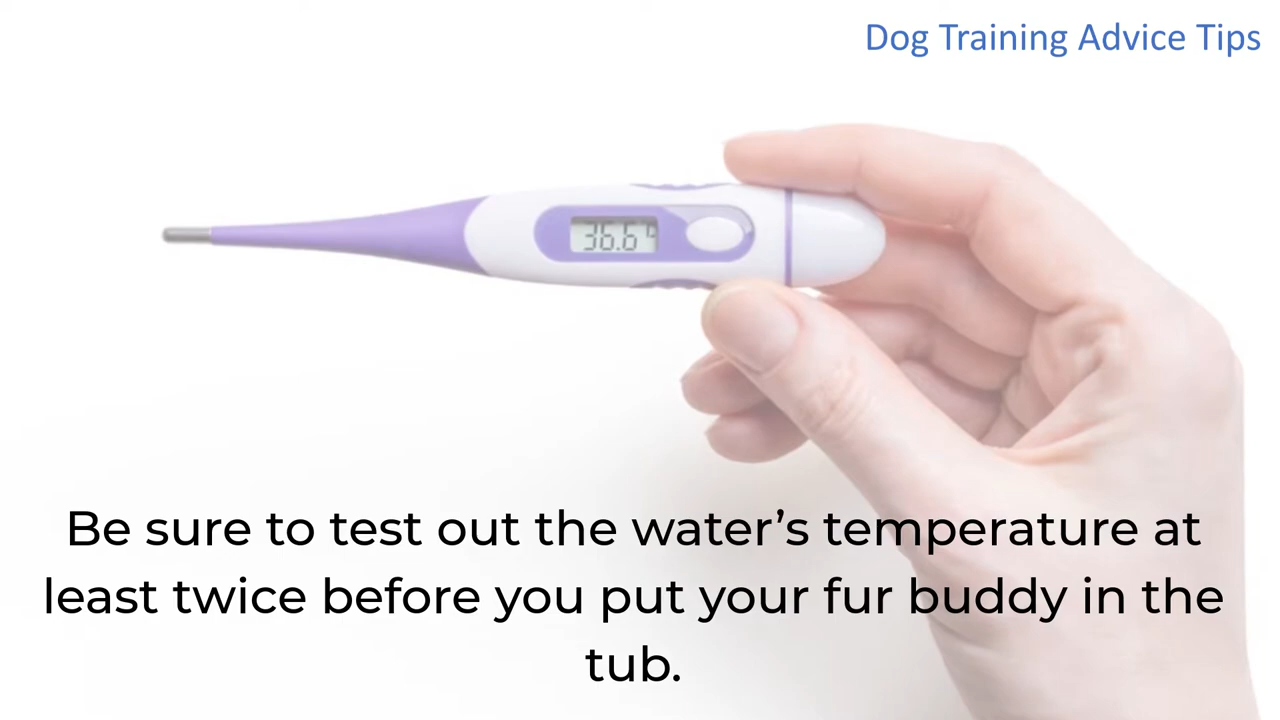 Dog Training Advice Tips
36.6°
Be sure to test out the water’s temperature at
least twice before you put your fur buddy in the
tub.